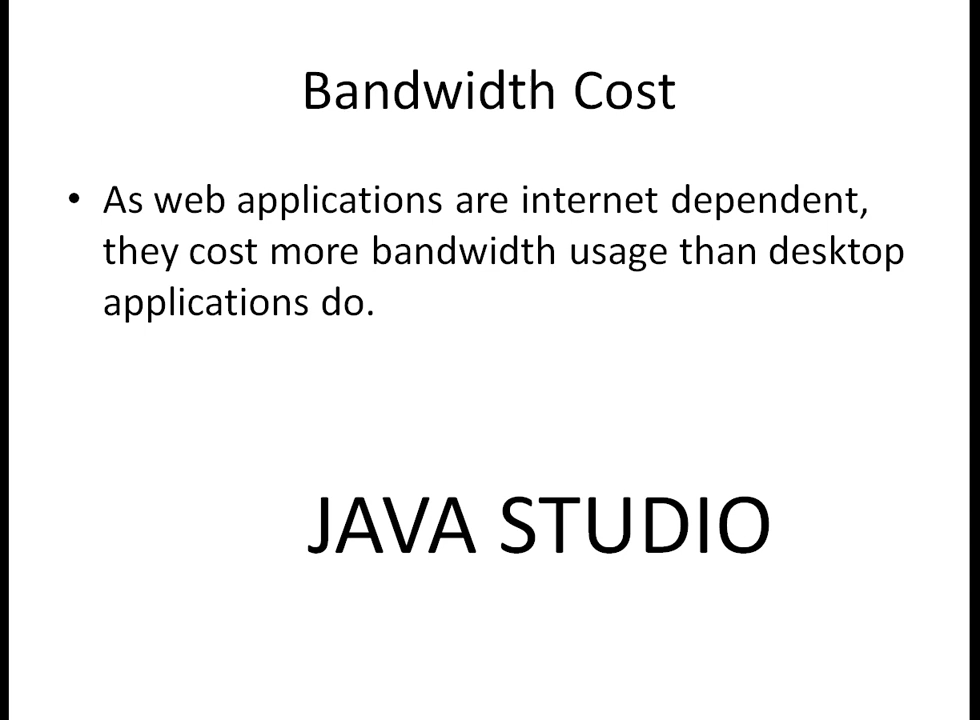 Bandwidth Cost
• As web applications are internet dependent,
they cost more bandwidth usage than desktop
applications do.
JAVA STUDIO